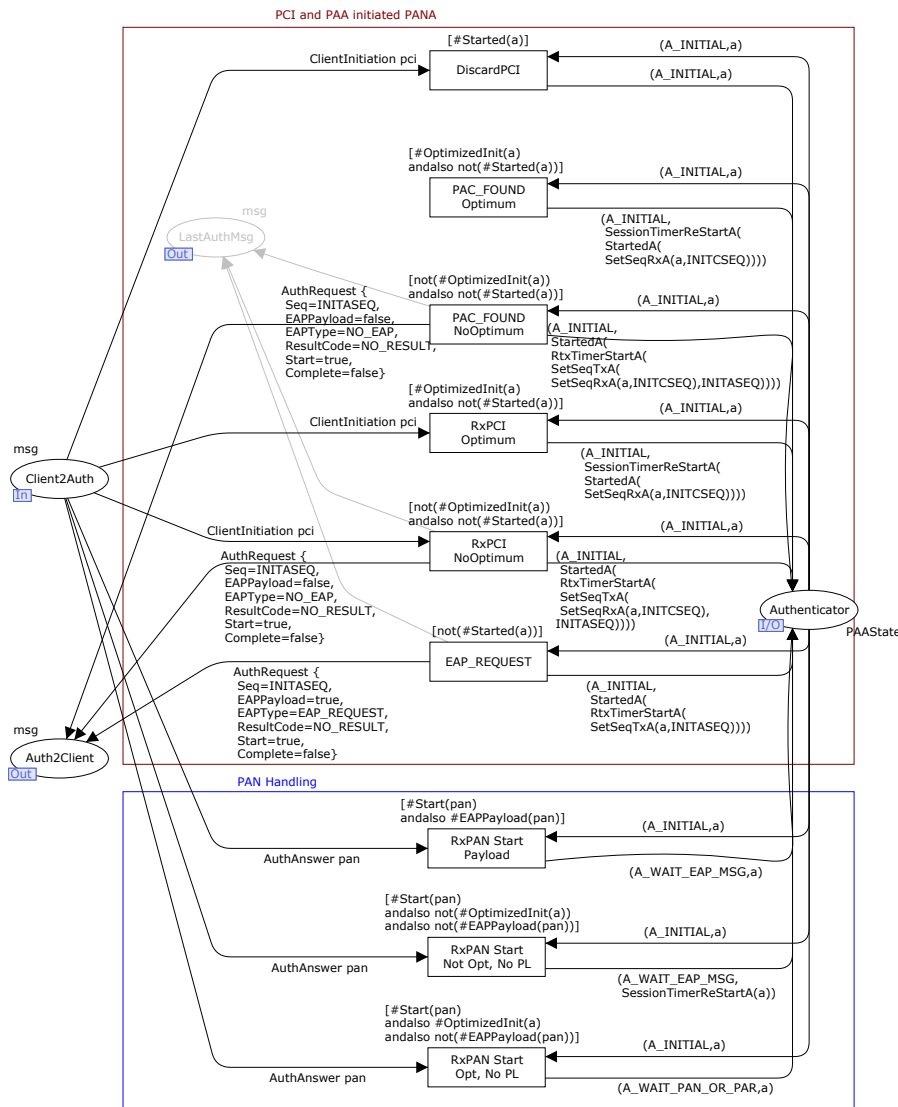 PCI and PAA initiated PANA
[#Started(a)]
ClientInitiation pci
DiscardPCI
(A_INITIAL,a)
(A_INITIAL,a)
[#OptimizedInit(a)
andalso not(#Started(a))]
PAC_FOUND
Optimum
(A_INITIAL,a)
(A_INITIAL,
SessionTimerReStartA(
StartedA(
SetSeqRxA(a,INITCSEQ))))
msg
LastAuthMsg
Out
[not(#OptimizedInit(a))
andalso not(#Started(a))]
PAC_FOUND
NoOptimum
(A_INITIAL,a)
AuthRequest {
Seq=INITASEQ,
EAPPayload=false,
EAPType=NO_EAP,
ResultCode=NO_RESULT,
Start=true,
Complete=false}
(A_INITIAL,
StartedA(
RtxTimerStartA(
SetSeqTxA(
SetSeqRxA(a,INITCSEQ),INITASEQ))))
[#OptimizedInit(a)
andalso not(#Started(a))]
ClientInitiation pci
RxPCI
Optimum
(A_INITIAL,a)
(A_INITIAL,
SessionTimerReStartA(
StartedA(
SetSeqRxA(a,INITCSEQ))))
msg
Client2Auth
In
[not(#OptimizedInit(a))
andalso not(#Started(a))]
ClientInitiation pci
RxPCI
NoOptimum
(A_INITIAL,a)
AuthRequest {
Seq=INITASEQ,
EAPPayload=false,
EAPType=NO_EAP,
ResultCode=NO_RESULT,
Start=true,
Complete=false}
(A_INITIAL,
StartedA(
RtxTimerStartA(
SetSeqTxA(
SetSeqRxA(a,INITCSEQ),
INITASEQ))))
Authenticator
I/O
PAAState
[not(#Started(a))]
EAP_REQUEST
(A_INITIAL,a)
AuthRequest {
Seq=INITASEQ,
EAPPayload=true,
EAPType=EAP_REQUEST,
ResultCode=NO_RESULT,
Start=true,
Complete=false}
(A_INITIAL,
StartedA(
RtxTimerStartA(
SetSeqTxA(a,INITASEQ))))
msg
Auth2Client
Out
PAN Handling
[#Start(pan)
andalso #EAPPayload(pan)]
AuthAnswer pan
RxPAN Start
Payload
(A_INITIAL,a)
(A_WAIT_EAP_MSG,a)
[#Start(pan)
andalso not(#OptimizedInit(a))
andalso not(#EAPPayload(pan))]
AuthAnswer pan
RxPAN Start
Not Opt, No PL
(A_INITIAL,a)
(A_WAIT_EAP_MSG,
SessionTimerReStartA(a))
[#Start(pan)
andalso #OptimizedInit(a)
andalso not(#EAPPayload(pan))]
AuthAnswer pan
RxPAN Start
Opt, No PL
(A_INITIAL,a)
(A_WAIT_PAN_OR_PAR,a)